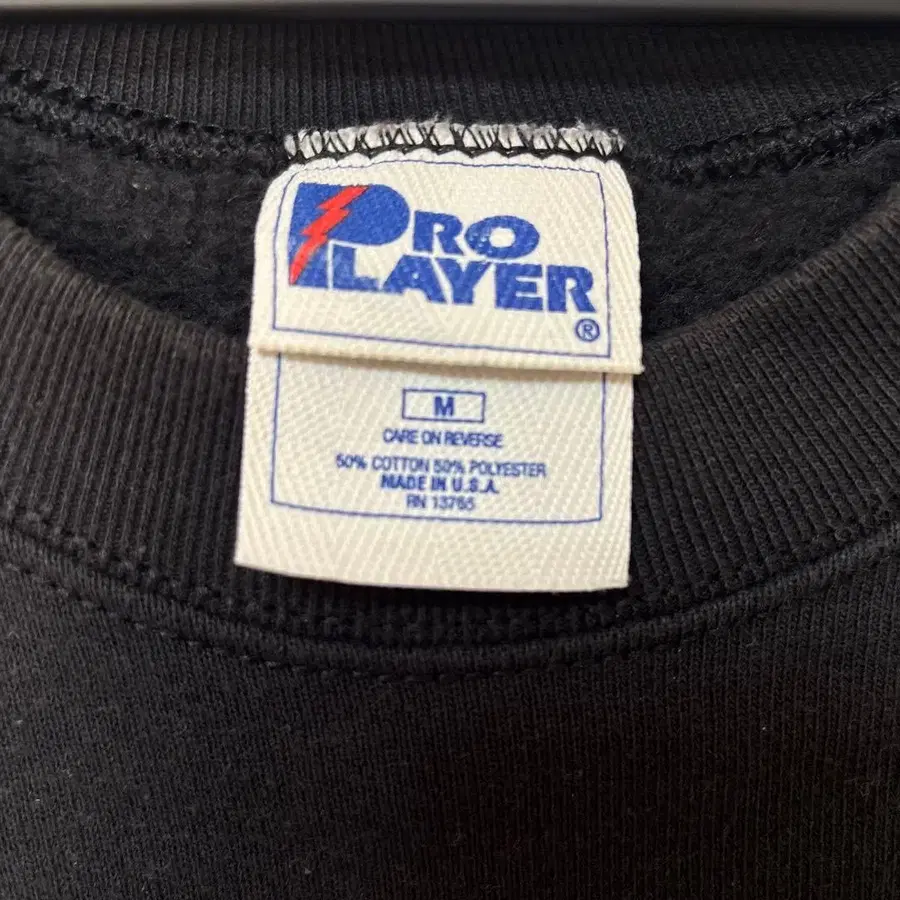 PRO
PLAYER
®
M
CARE ON REVERSE
50% COTTON 50% POLYESTER
MADE IN U.S.A.
RN 13765